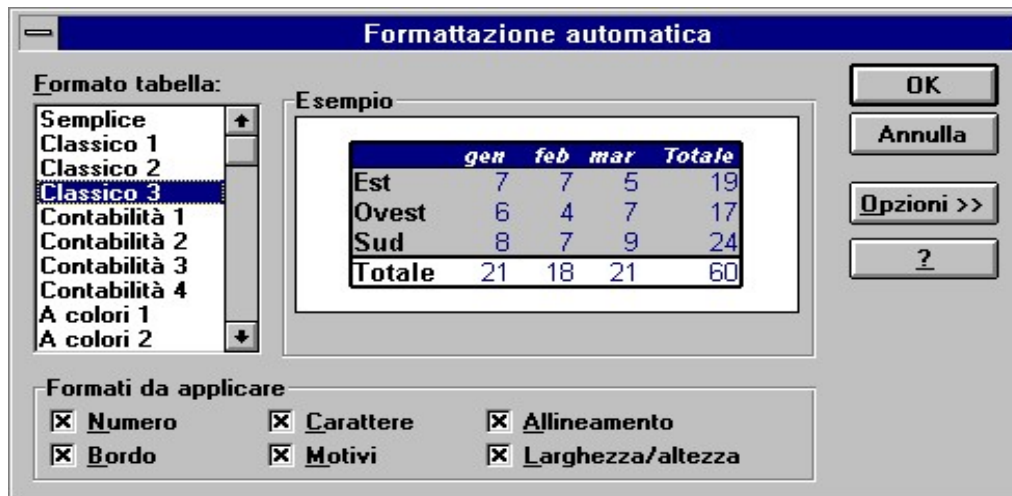 Formattazione automatica
Formato tabella:
Semplice
Classico 1
Classico 2
Classico 3
Contabilità 1
Contabilità 2
Contabilità 3
Contabilità 4
A colori 1
A colori 2
Esempio
gen feb mar Totale
Est 7 7 5 19
Ovest 6 4 7 17
Sud 8 7 9 24
Totale 21 18 21 60
OK
Annulla
Opzioni >>
?
Formati da applicare
Numero
Carattere
Allineamento
Bordo
Motivi
Larghezza/altezza